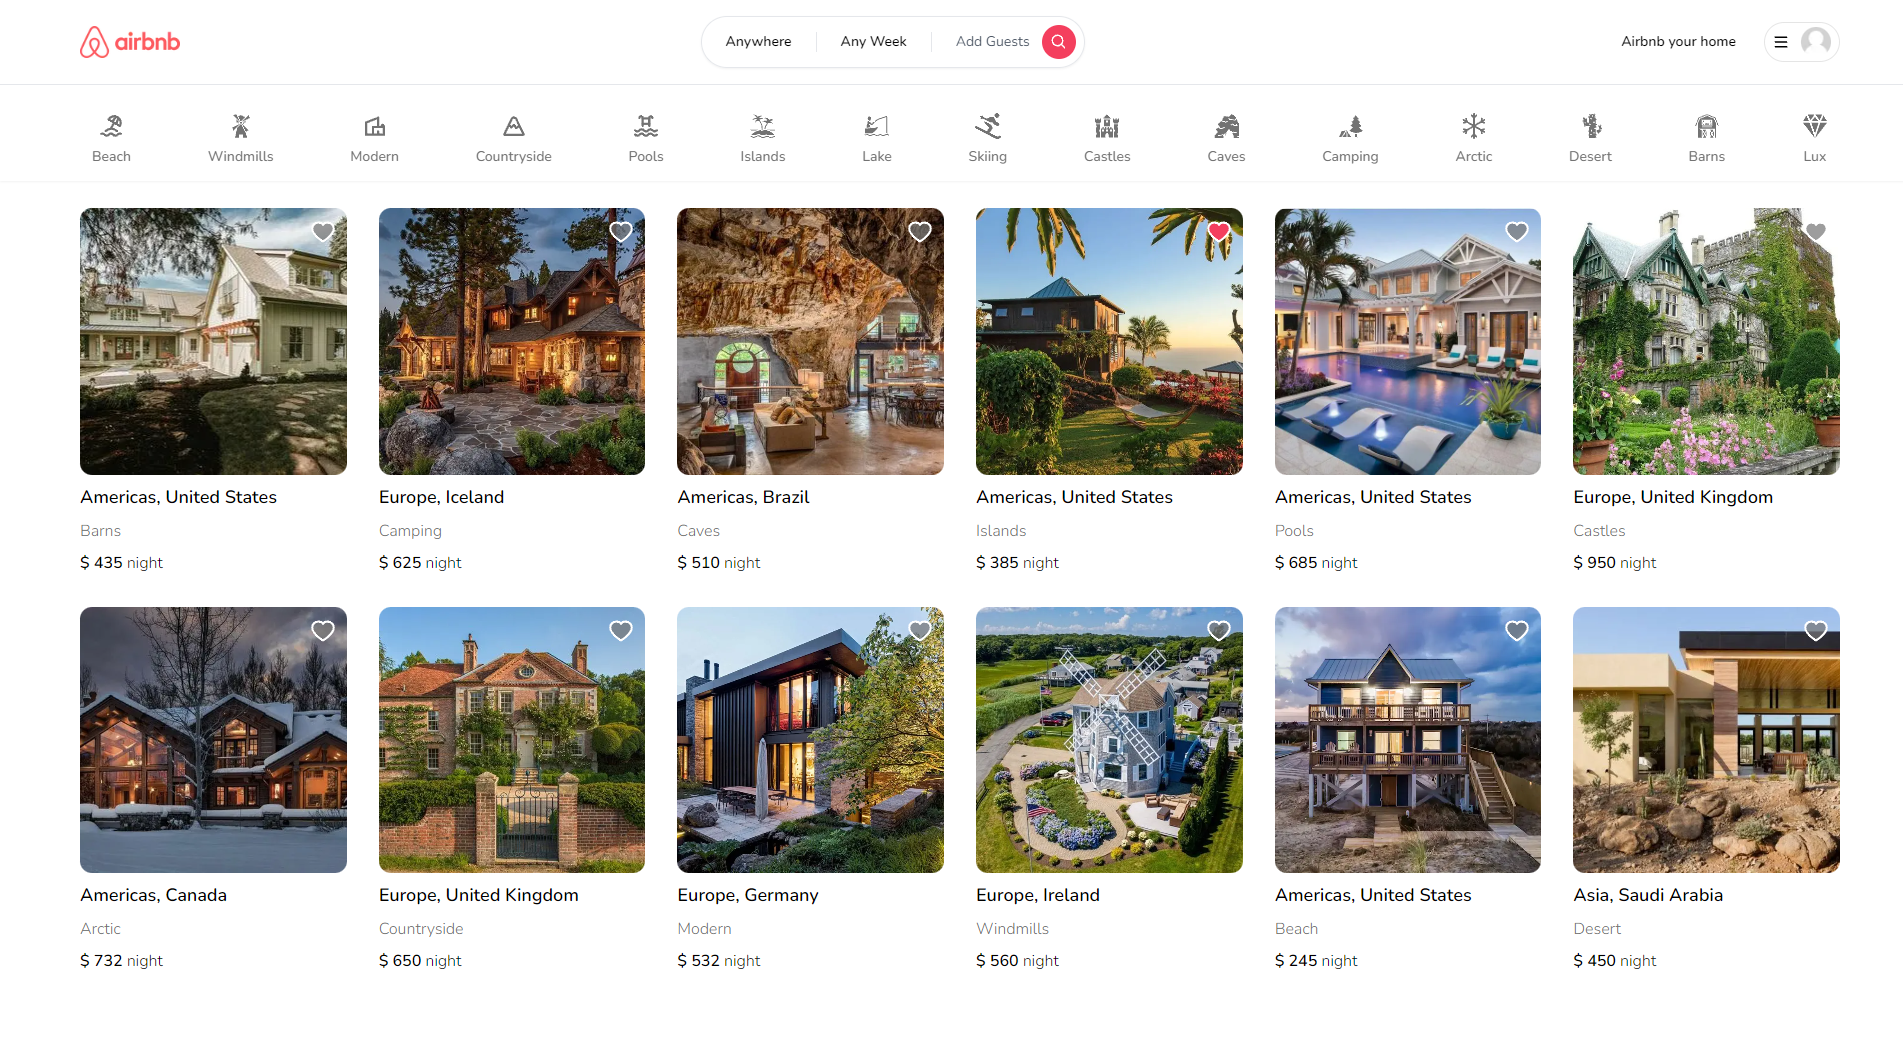 airbnb
Anywhere
Any Week
Add Guests
Airbnb your home
Beach
Windmills
Modern
Countryside
Pools
Islands
Lake
Skiing
Castles
Caves
Camping
Arctic
Desert
Barns
Lux
Americas, United States
Barns
$ 435 night
Europe, Iceland
Camping
$ 625 night
Americas, Brazil
Caves
$ 510 night
Americas, United States
Islands
$ 385 night
Americas, United States
Pools
$ 685 night
Europe, United Kingdom
Castles
$ 950 night
Americas, Canada
Arctic
$ 732 night
Europe, United Kingdom
Countryside
$ 650 night
Europe, Germany
Modern
$ 532 night
Europe, Ireland
Windmills
$ 560 night
Americas, United States
Beach
$ 245 night
Asia, Saudi Arabia
Desert
$ 450 night